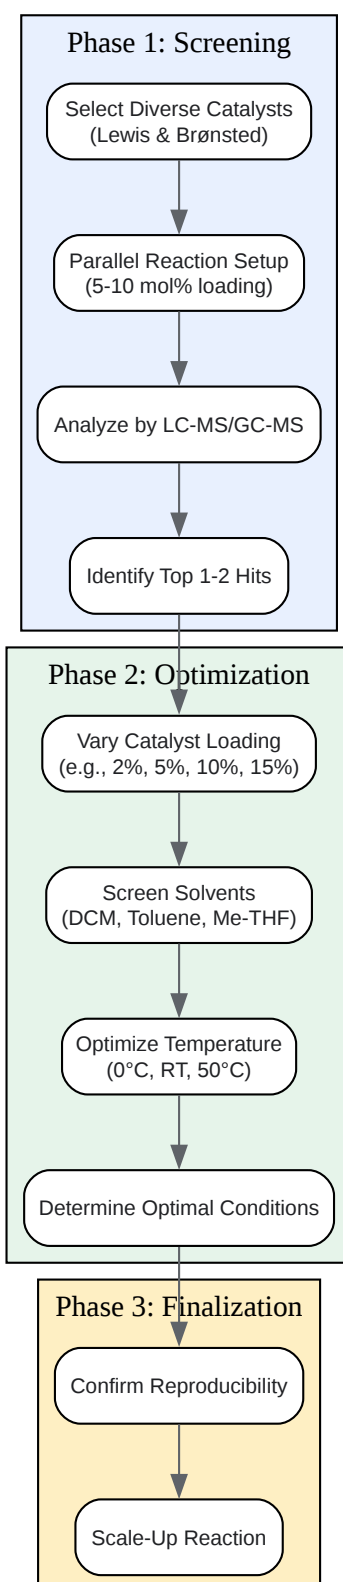 Phase 1: Screening
Select Diverse Catalysts
(Lewis & Brønsted)
Parallel Reaction Setup
(5-10 mol% loading)
Analyze by LC-MS/GC-MS
Identify Top 1-2 Hits
Phase 2: Optimization
Vary Catalyst Loading
(e.g., 2%, 5%, 10%, 15%)
Screen Solvents
(DCM, Toluene, Me-THF)
Optimize Temperature
(0°C, RT, 50°C)
Determine Optimal Conditions
Phase 3: Finalization
Confirm Reproducibility
Scale-Up Reaction